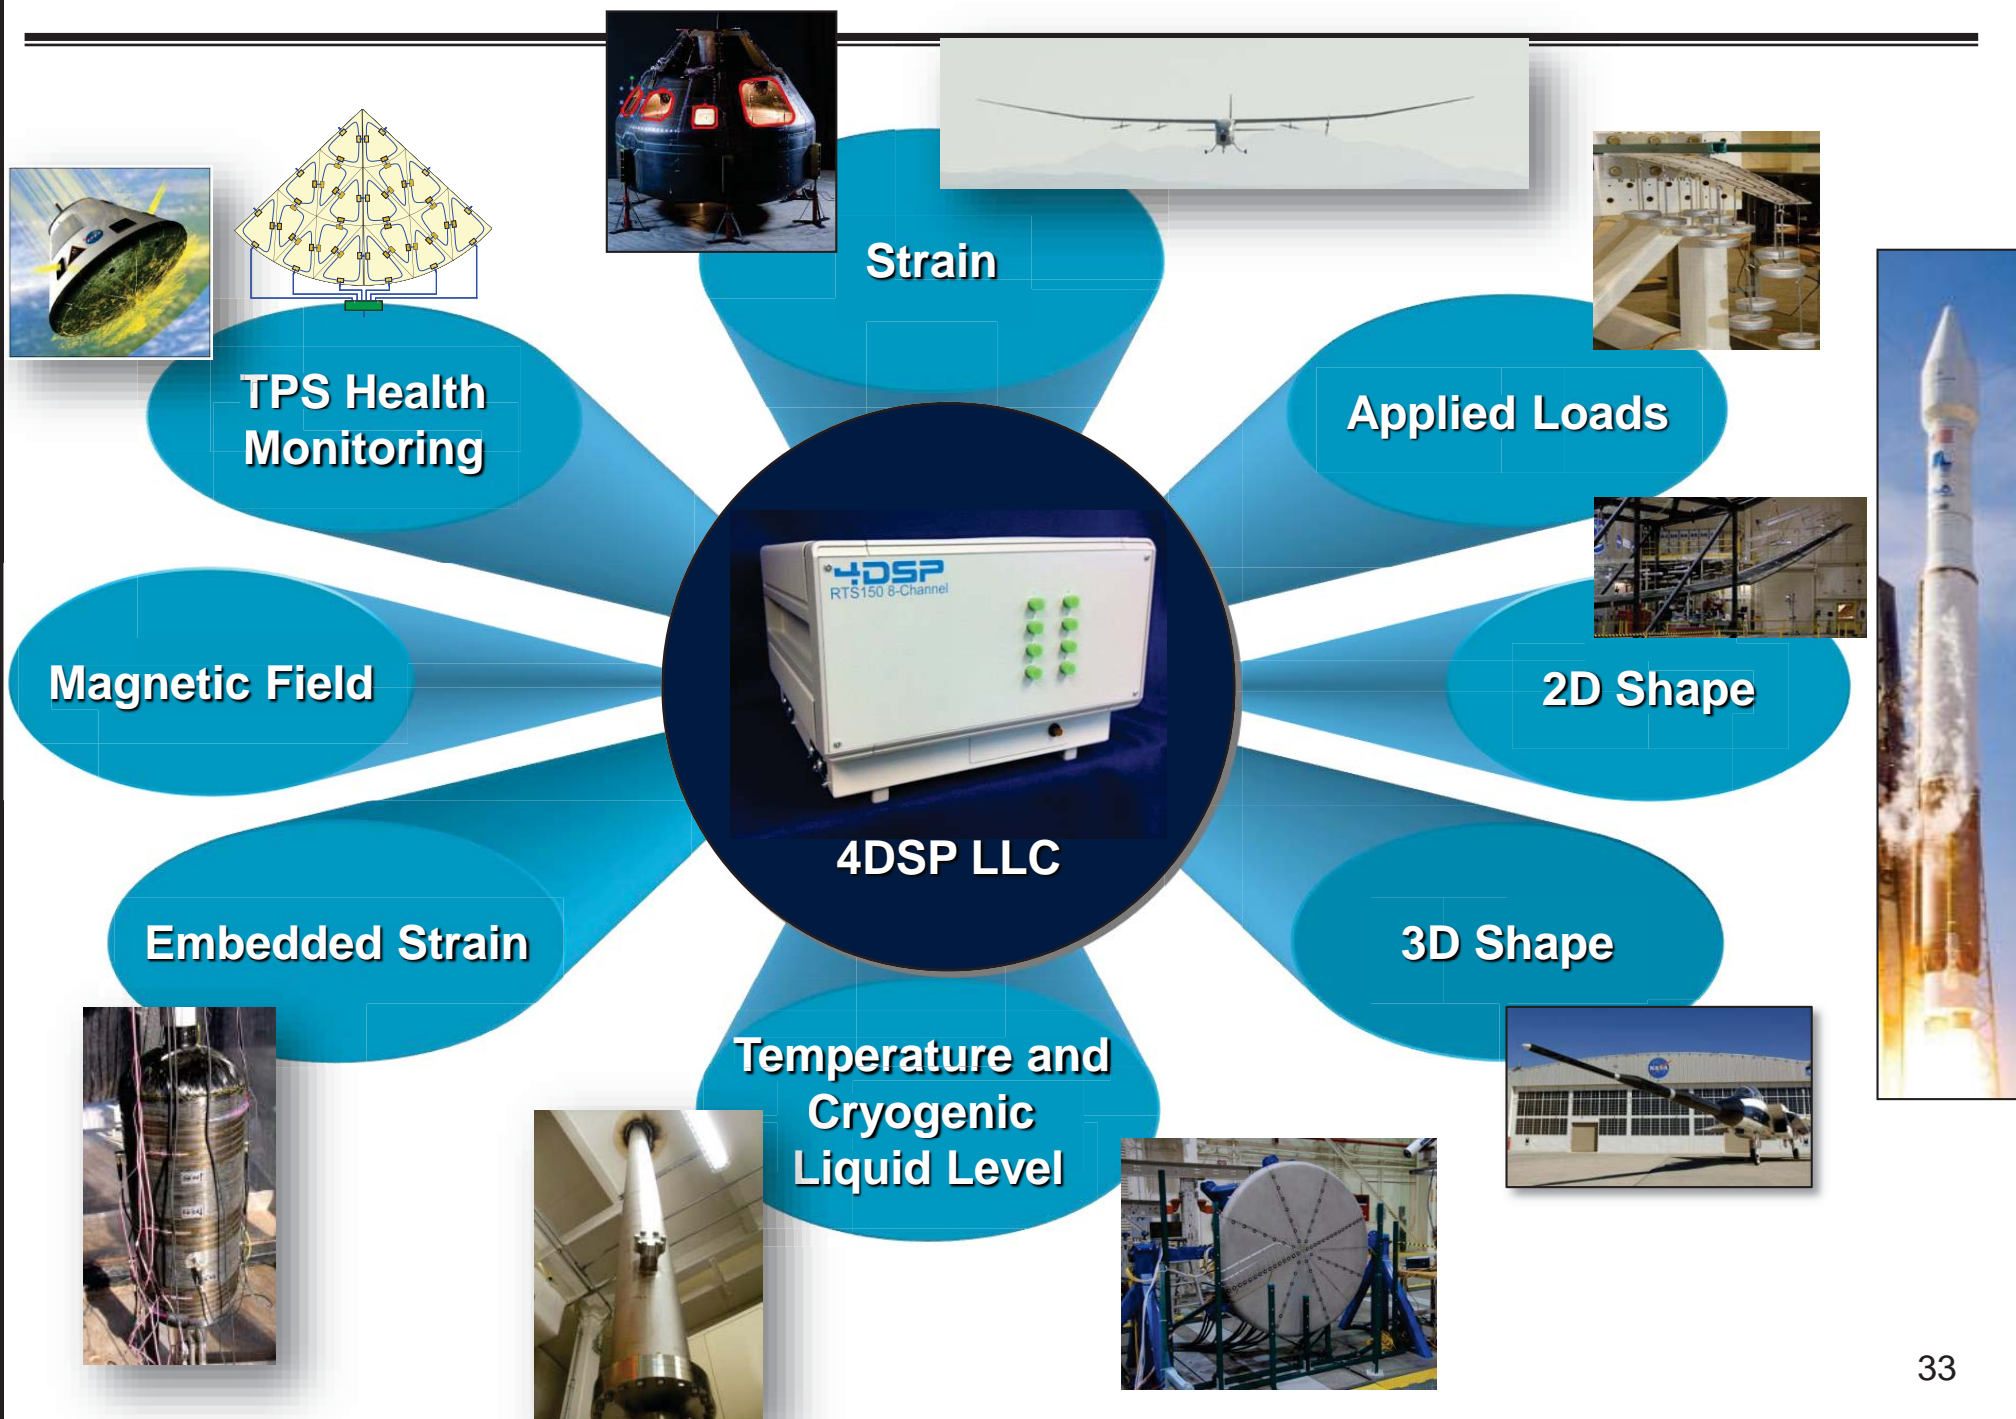 Strain
TPS Health
Monitoring
Applied Loads
4DSP
RTS150 8-Channel
Magnetic Field
2D Shape
4DSP LLC
Embedded Strain
3D Shape
Temperature and
Cryogenic
Liquid Level
NASA
33